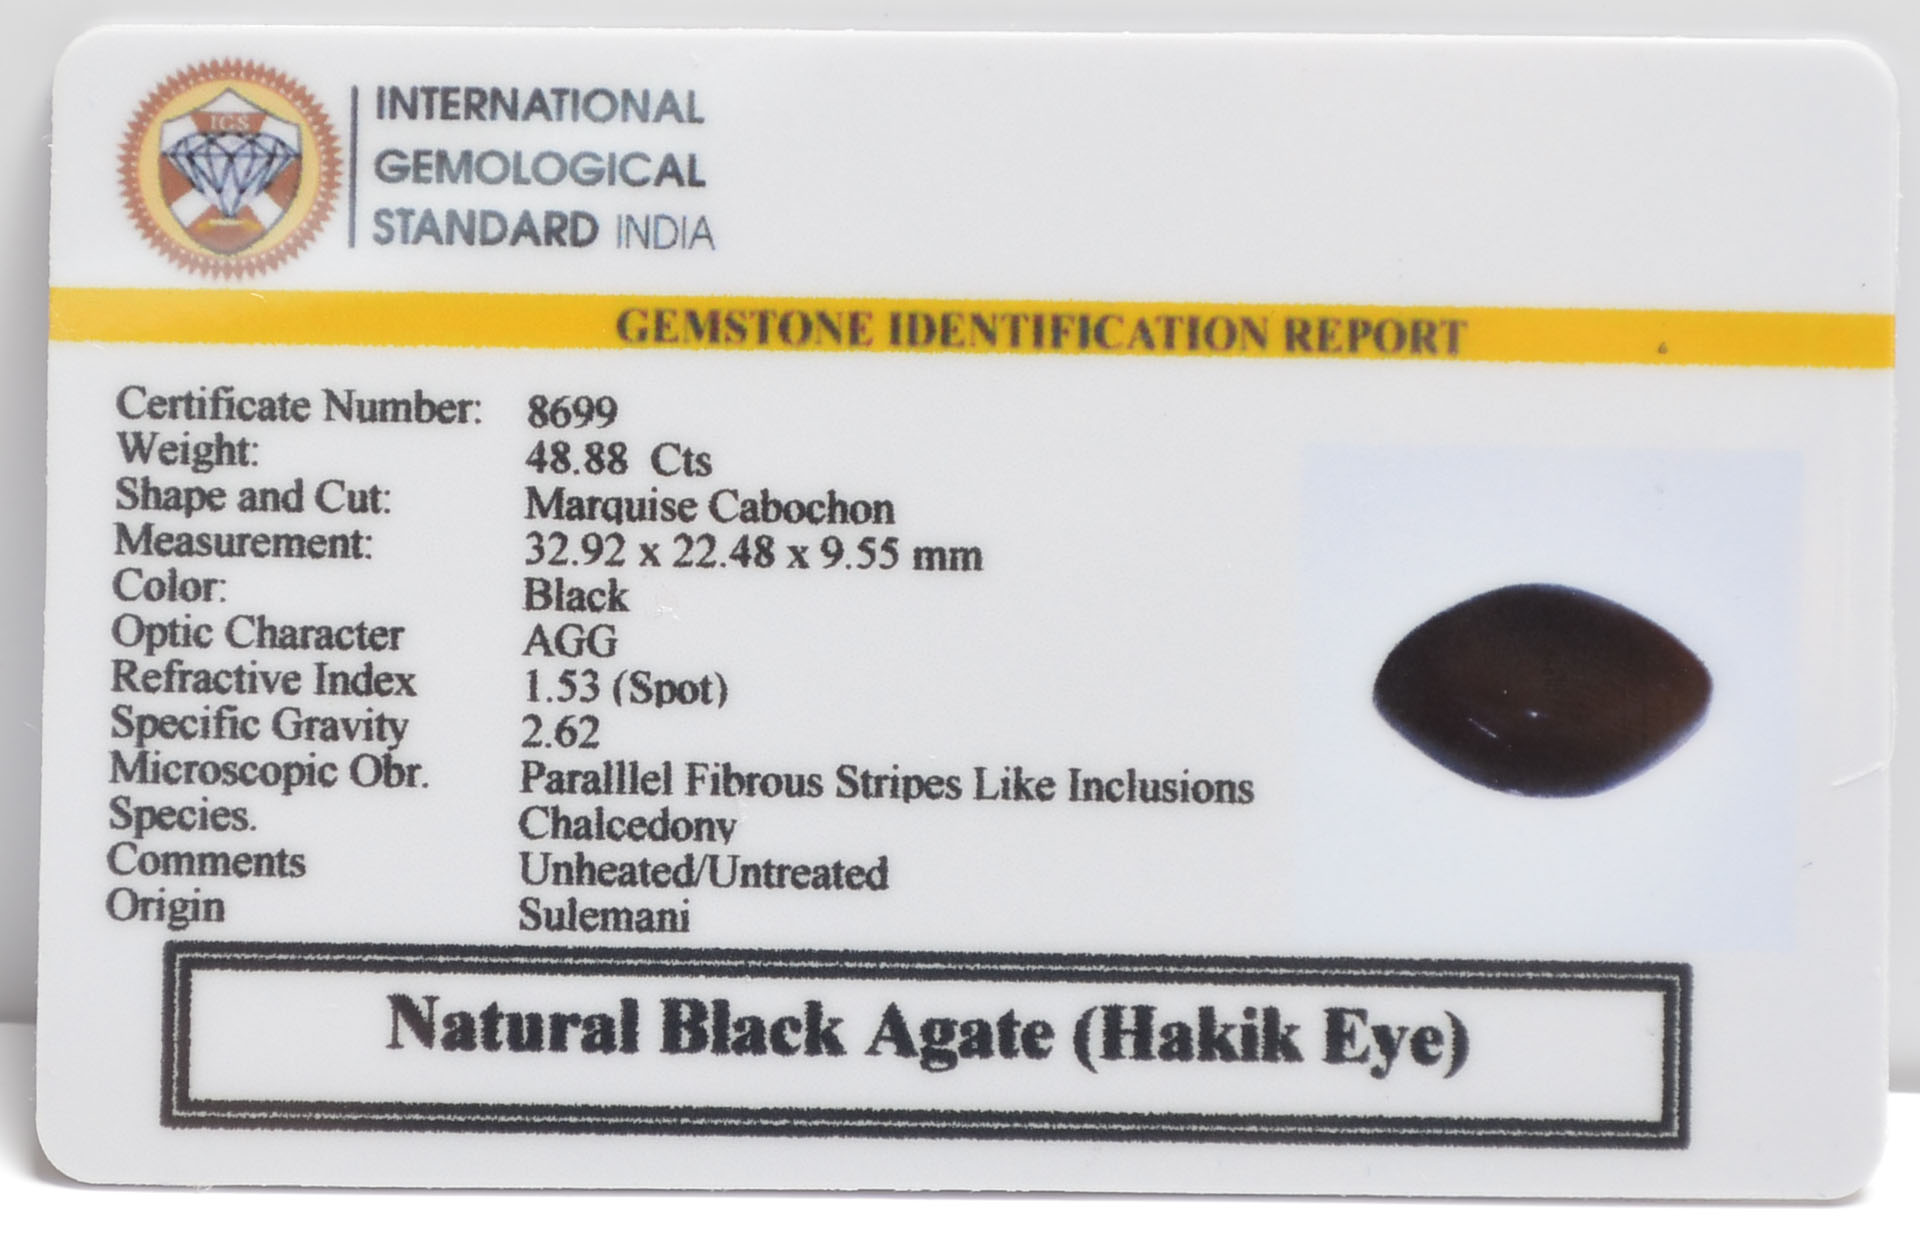 IGS
INTERNATIONAL
GEMOLOGICAL
STANDARD INDIA
GEMSTONE IDENTIFICATION REPORT
Certificate Number: 8699
Weight: 48.88 Cts
Shape and Cut: Marquise Cabochon
Measurement: 32.92 x 22.48 x 9.55 mm
Color: Black
Optic Character AGG
Refractive Index 1.53 (Spot)
Specific Gravity 2.62
Microscopic Obr. Paralllel Fibrous Stripes Like Inclusions
Species. Chalcedony
Comments Unheated/Untreated
Origin Sulemani
Natural Black Agate (Hakik Eye)